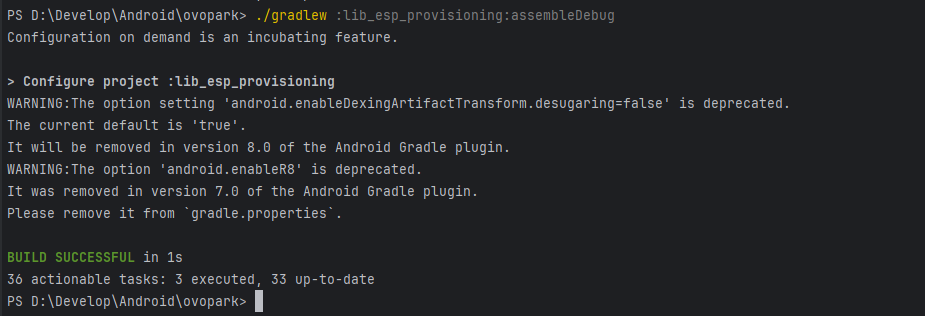 PS D:\Develop\Android\ovopark> ./gradlew :lib_esp_provisioning:assembleDebug
Configuration on demand is an incubating feature.
> Configure project :lib_esp_provisioning
WARNING:The option setting 'android.enableDexingArtifactTransform.desugaring=false' is deprecated.
The current default is 'true'.
It will be removed in version 8.0 of the Android Gradle plugin.
WARNING:The option 'android.enableR8' is deprecated.
It was removed in version 7.0 of the Android Gradle plugin.
Please remove it from `gradle.properties`.
BUILD SUCCESSFUL in 1s
36 actionable tasks: 3 executed, 33 up-to-date
PS D:\Develop\Android\ovopark>